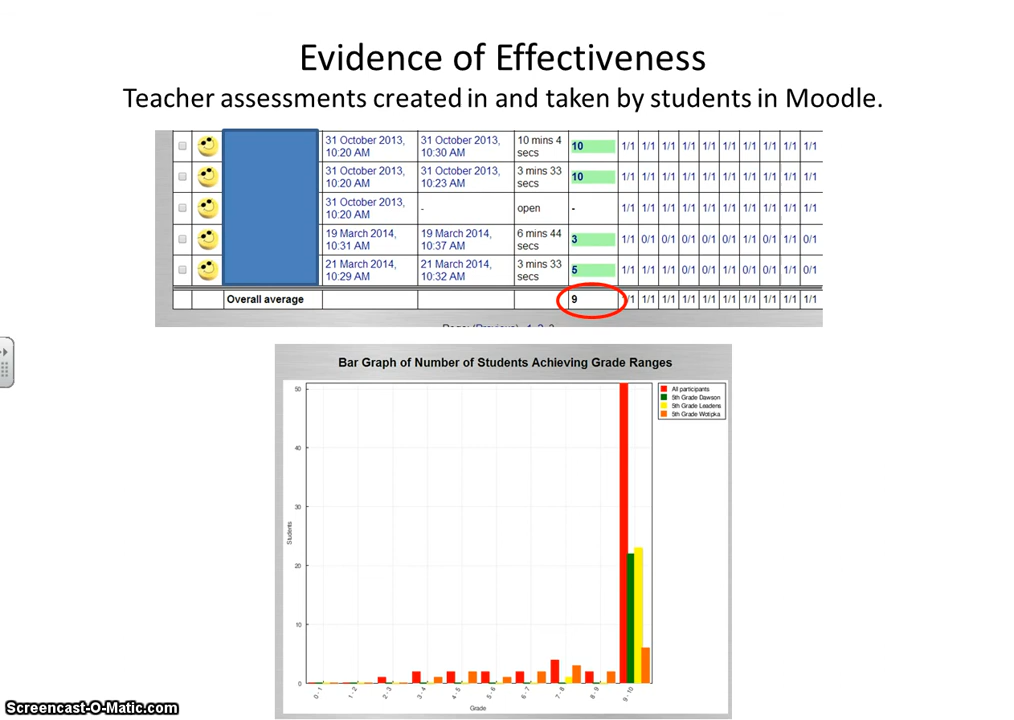 Evidence of Effectiveness
Teacher assessments created in and taken by students in Moodle.
31 October 2013, 31 October 2013, 10 mins 4
10:20 AM 10:30 AM secs 10 1/1 1/1 1/1 1/1 1/1 1/1 1/1 1/1 1/1 1/1
31 October 2013, 31 October 2013, 3 mins 33
10:20 AM 10:23 AM secs 10 1/1 1/1 1/1 1/1 1/1 1/1 1/1 1/1 1/1 1/1
31 October 2013,
10:20 AM - open - 1/1 1/1 1/1 1/1 1/1 1/1 1/1 1/1 1/1 1/1
19 March 2014, 19 March 2014, 6 mins 44
10:31 AM 10:37 AM secs 3 1/1 0/1 0/1 0/1 0/1 1/1 0/1 0/1 1/1 0/1
21 March 2014, 21 March 2014, 3 mins 33
10:29 AM 10:32 AM secs 5 1/1 1/1 1/1 0/1 0/1 1/1 0/1 0/1 1/1 0/1
Overall average 9 /1 1/1 1/1 1/1 1/1 1/1 1/1 1/1 1/1 1/1
Bar Graph of Number of Students Achieving Grade Ranges
All participants
5th Grade Dawson
5th Grade Leadens
5th Grade Wotipka
50
40
30
20
10
0
Students
0 - 1 1 - 2 2 - 3 3 - 4 4 - 5 5 - 6 6 - 7 7 - 8 8 - 9 9 - 10
Grade
Screencast-O-Matic.com